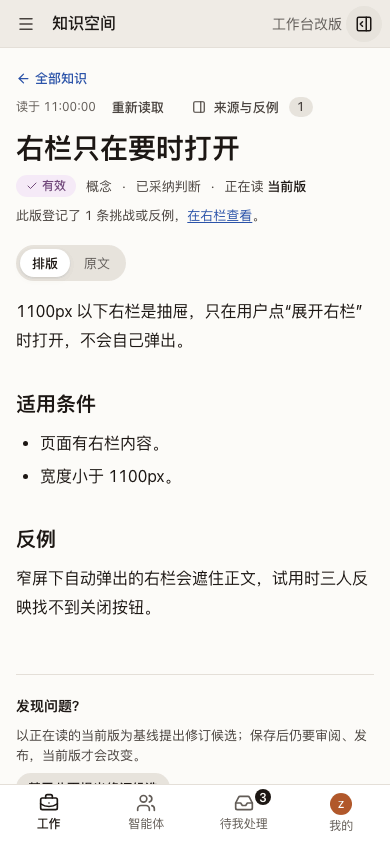 知识空间
工作台改版
全部知识
读于 11:00:00 重新读取 来源与反例 1
右栏只在要时打开
有效 概念 · 已采纳判断 · 正在读 当前版
此版登记了 1 条挑战或反例，在右栏查看。
排版 原文
1100px 以下右栏是抽屉，只在用户点“展开右栏”
时打开，不会自己弹出。
适用条件
• 页面有右栏内容。
• 宽度小于 1100px。
反例
窄屏下自动弹出的右栏会遮住正文，试用时三人反
映找不到关闭按钮。
发现问题？
以正在读的当前版为基线提出修订候选；保存后仍要审阅、发
布，当前版才会改变。
3 z
工作 智能体 待我处理 我的